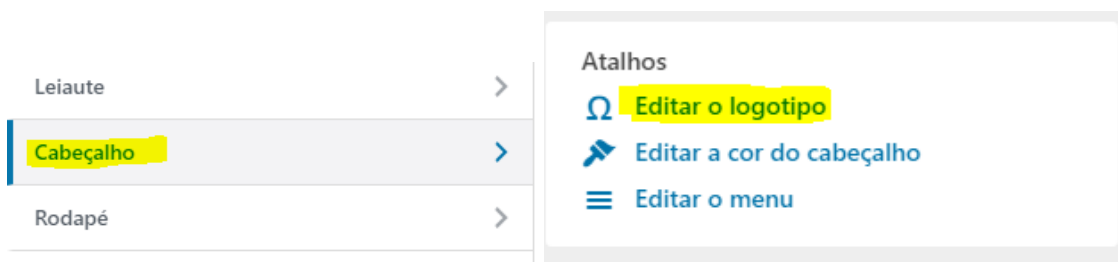 Leiaute
Cabeçalho
Rodapé
Atalhos
Editar o logotipo
Editar a cor do cabeçalho
Editar o menu